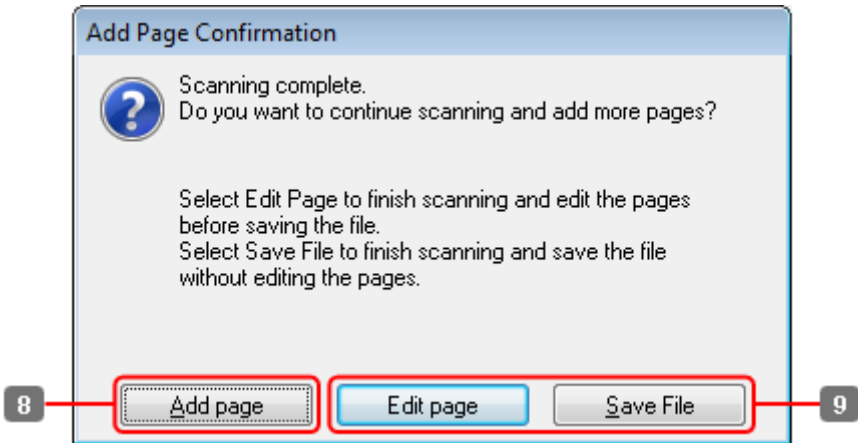 Add Page Confirmation
Scanning complete.
Do you want to continue scanning and add more pages?
Select Edit Page to finish scanning and edit the pages
before saving the file.
Select Save File to finish scanning and save the file
without editing the pages.
8 Add page Edit page Save File 9